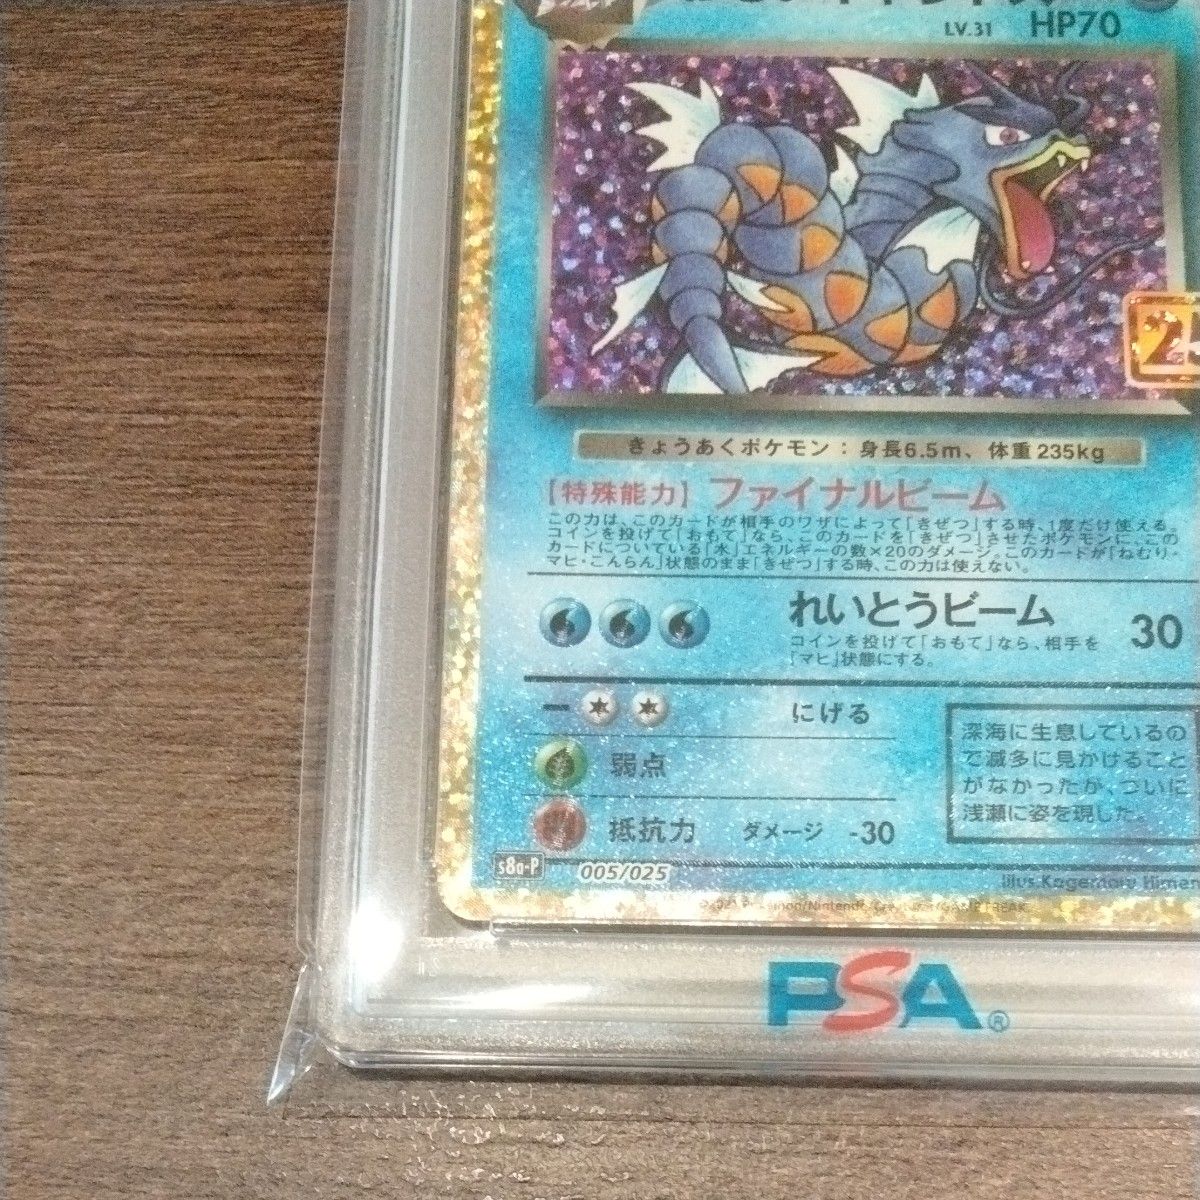 LV.31 HP70
2
きょうあくポケモン：身長6.5m、体重235kg
【特殊能力】ファイナルビーム
この力は、このカードが相手のワザによって「きぜつ」する時、1度だけ使える。
コインを投げて「おもて」なら、このカードを「きぜつ」させたポケモンに、この
カードについている「水」エネルギーの数×20のダメージ。このカードが「ねむり・
マヒ・こんらん」状態のまま「きぜつ」する時、この力は使えない。
れいとうビーム 30
コインを投げて「おもて」なら、相手を
「マヒ」状態にする。
にげる
弱点
抵抗力 ダメージ -30
深海に生息しているの
で滅多に見かけること
がなかったが、ついに
浅瀬に姿を現した。
s8a-P 005/025
Illus. Kagemaru Himen
PSA®